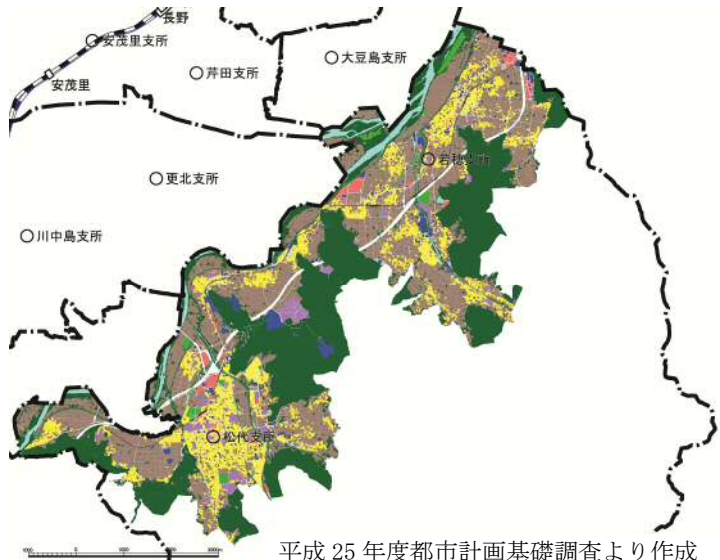 長野
安茂里支所
大豆島支所
芹田支所
安茂里
若穂支所
更北支所
川中島支所
松代支所
平成 25 年度都市計画基礎調査より作成